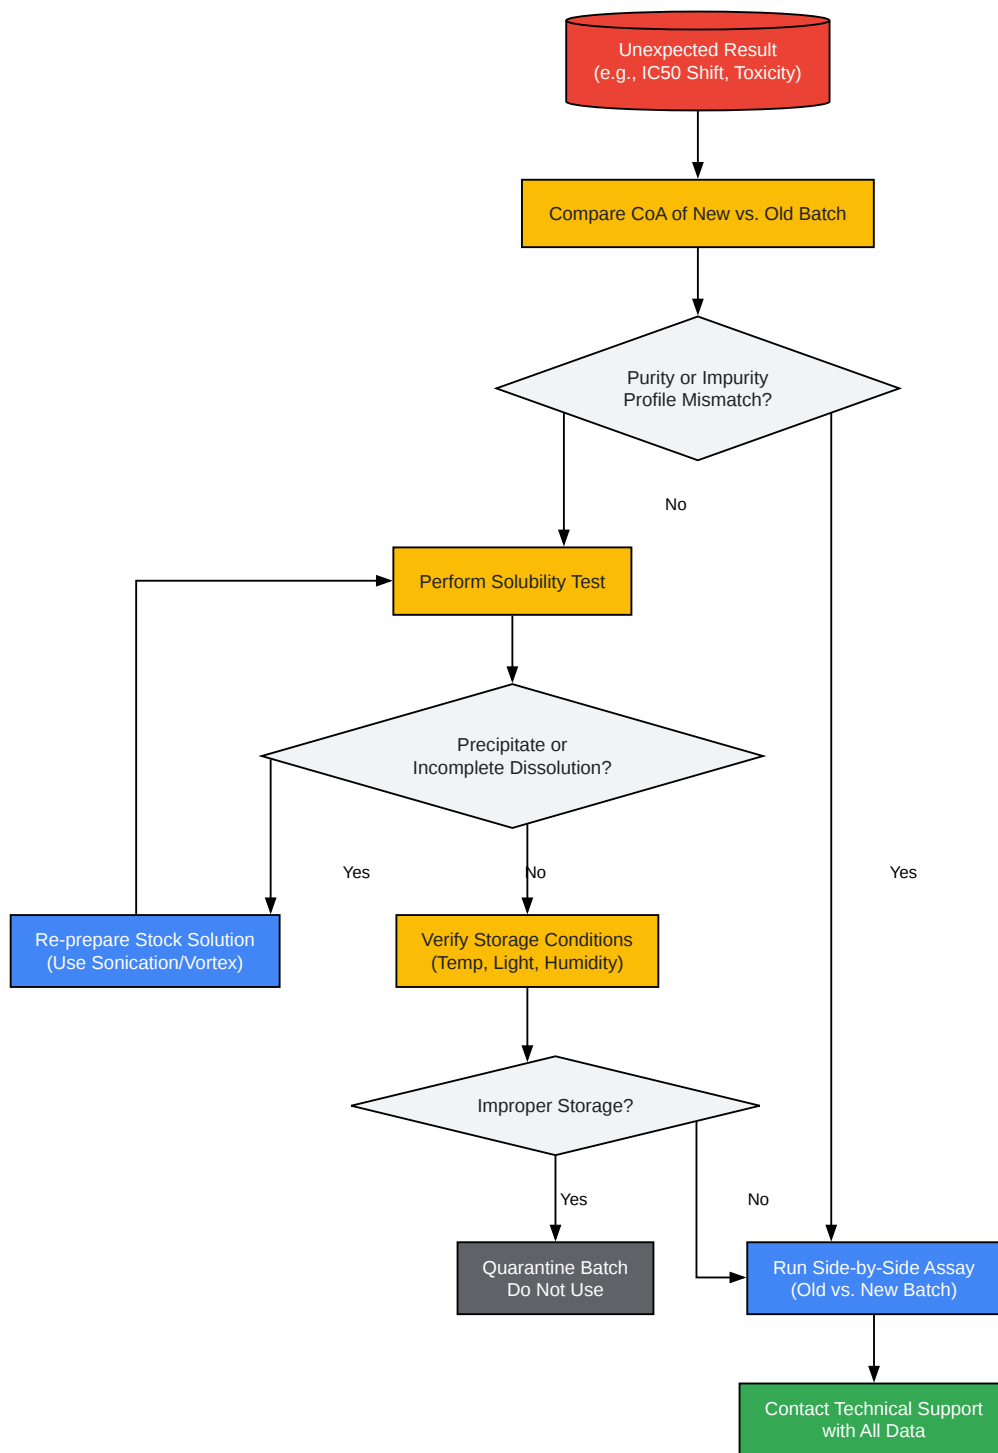 Unexpected Result
(e.g., IC50 Shift, Toxicity)
Compare CoA of New vs. Old Batch
Purity or Impurity
Profile Mismatch?
No
Perform Solubility Test
Precipitate or
Incomplete Dissolution?
Yes
No
Yes
Re-prepare Stock Solution
(Use Sonication/Vortex)
Verify Storage Conditions
(Temp, Light, Humidity)
Improper Storage?
Yes
No
Quarantine Batch
Do Not Use
Run Side-by-Side Assay
(Old vs. New Batch)
Contact Technical Support
with All Data